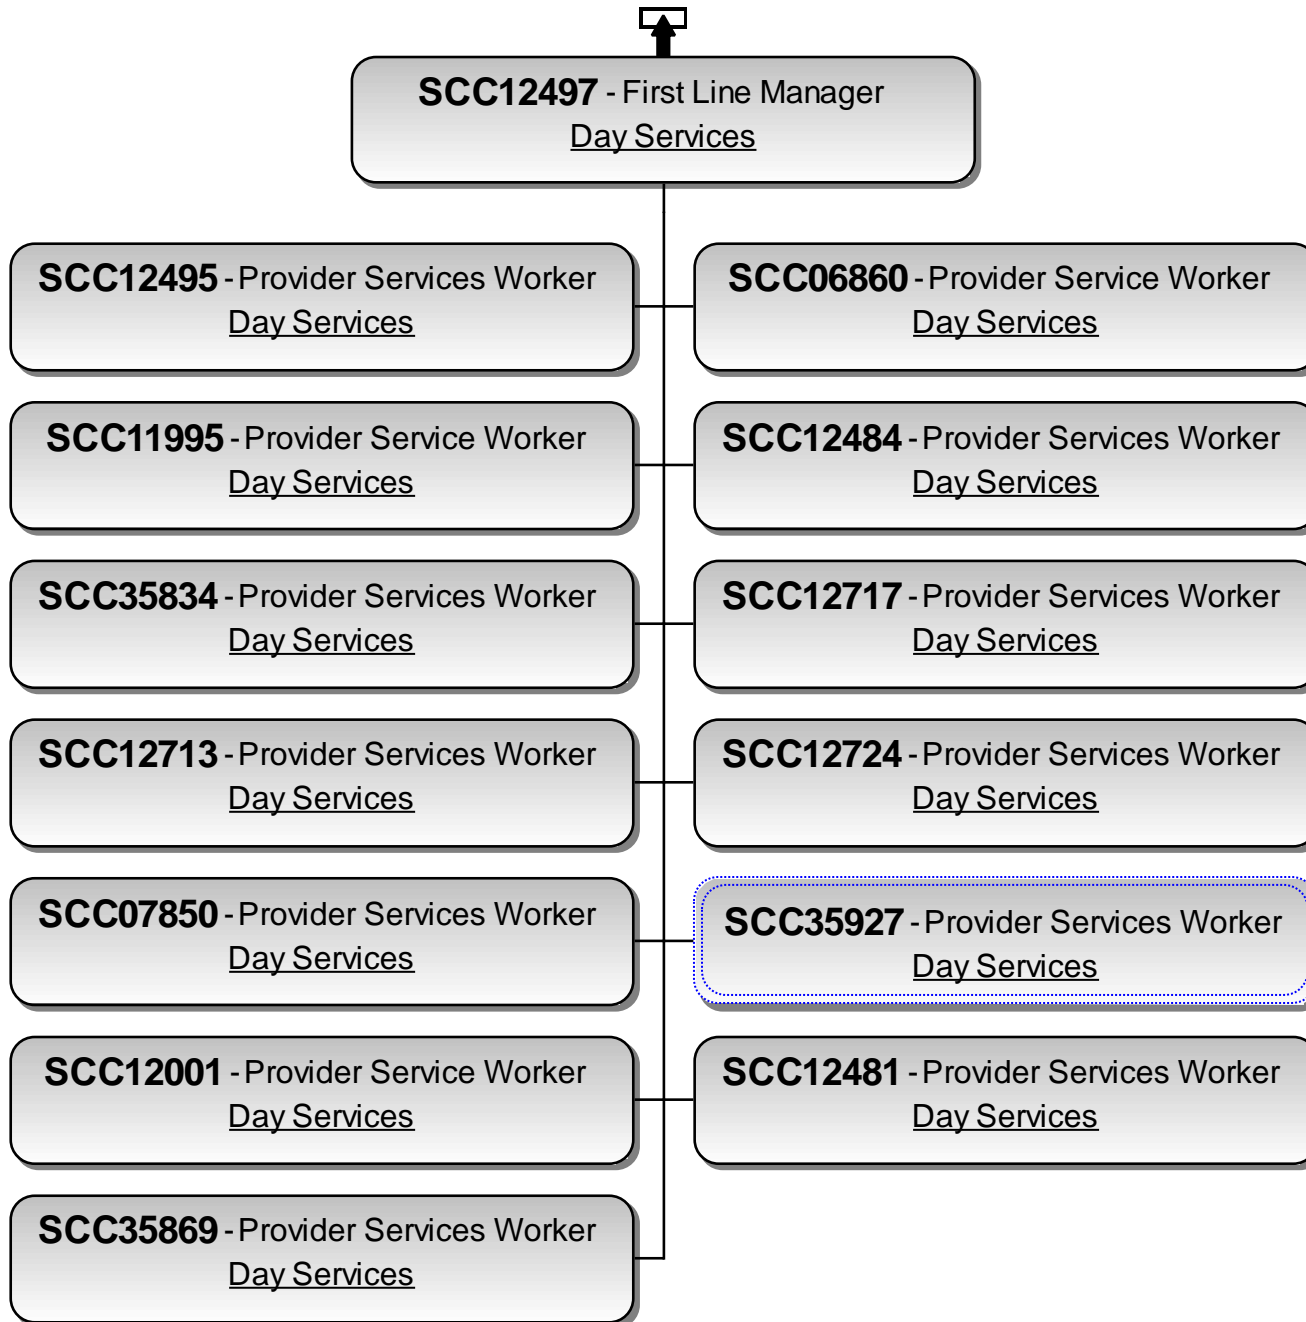 SCC12497 - First Line Manager
Day Services
SCC12495 - Provider Services Worker
Day Services
SCC06860 - Provider Service Worker
Day Services
SCC11995 - Provider Service Worker
Day Services
SCC12484 - Provider Services Worker
Day Services
SCC35834 - Provider Services Worker
Day Services
SCC12717 - Provider Services Worker
Day Services
SCC12713 - Provider Services Worker
Day Services
SCC12724 - Provider Services Worker
Day Services
SCC07850 - Provider Services Worker
Day Services
SCC35927 - Provider Services Worker
Day Services
SCC12001 - Provider Service Worker
Day Services
SCC12481 - Provider Services Worker
Day Services
SCC35869 - Provider Services Worker
Day Services